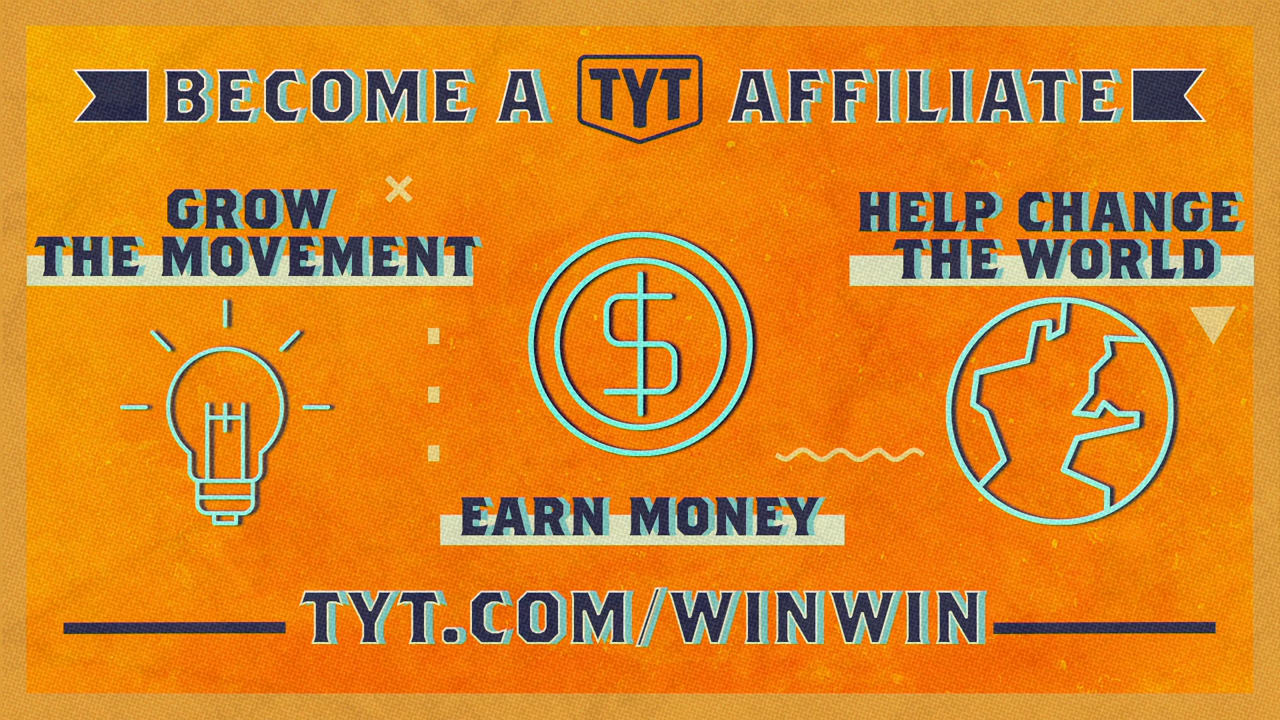 BECOME A TYT AFFILIATE
GROW
THE MOVEMENT
HELP CHANGE
THE WORLD
EARN MONEY
TYT.COM/WINWIN